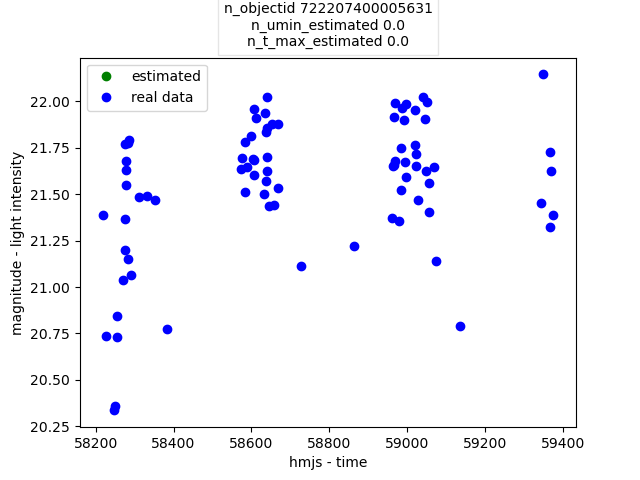 n_objectid 722207400005631
n_umin_estimated 0.0
n_t_max_estimated 0.0
estimated
real data
22.00
21.75
21.50
21.25
21.00
20.75
20.50
20.25
magnitude - light intensity
58200 58400 58600 58800 59000 59200 59400
hmjs - time